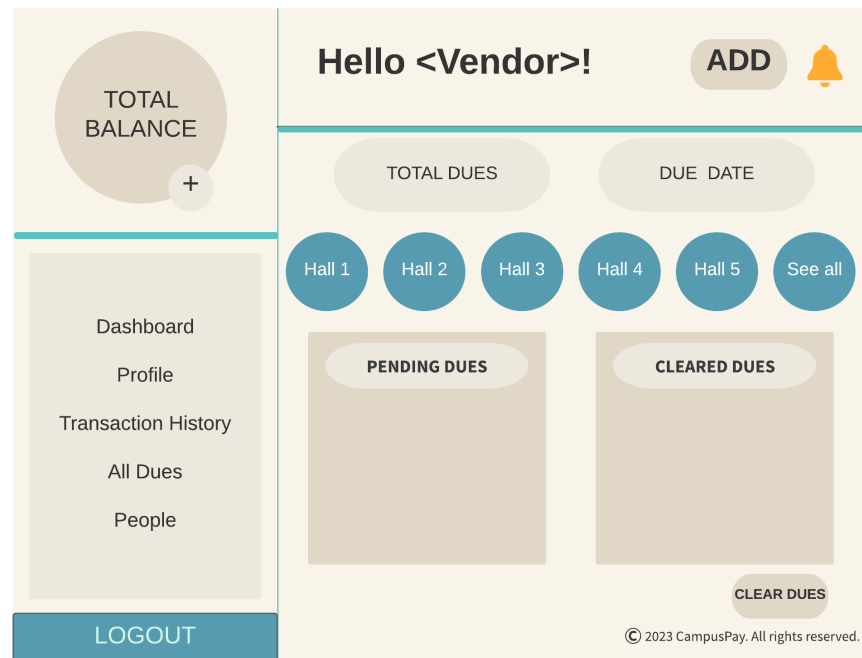 TOTAL
BALANCE
+
Hello <Vendor>!
ADD
TOTAL DUES
DUE  DATE
Hall 1
Hall 2
Hall 3
Hall 4
Hall 5
See all
Dashboard
Profile
Transaction History
All Dues
People
PENDING DUES
CLEARED DUES
CLEAR DUES
LOGOUT
© 2023 CampusPay. All rights reserved.